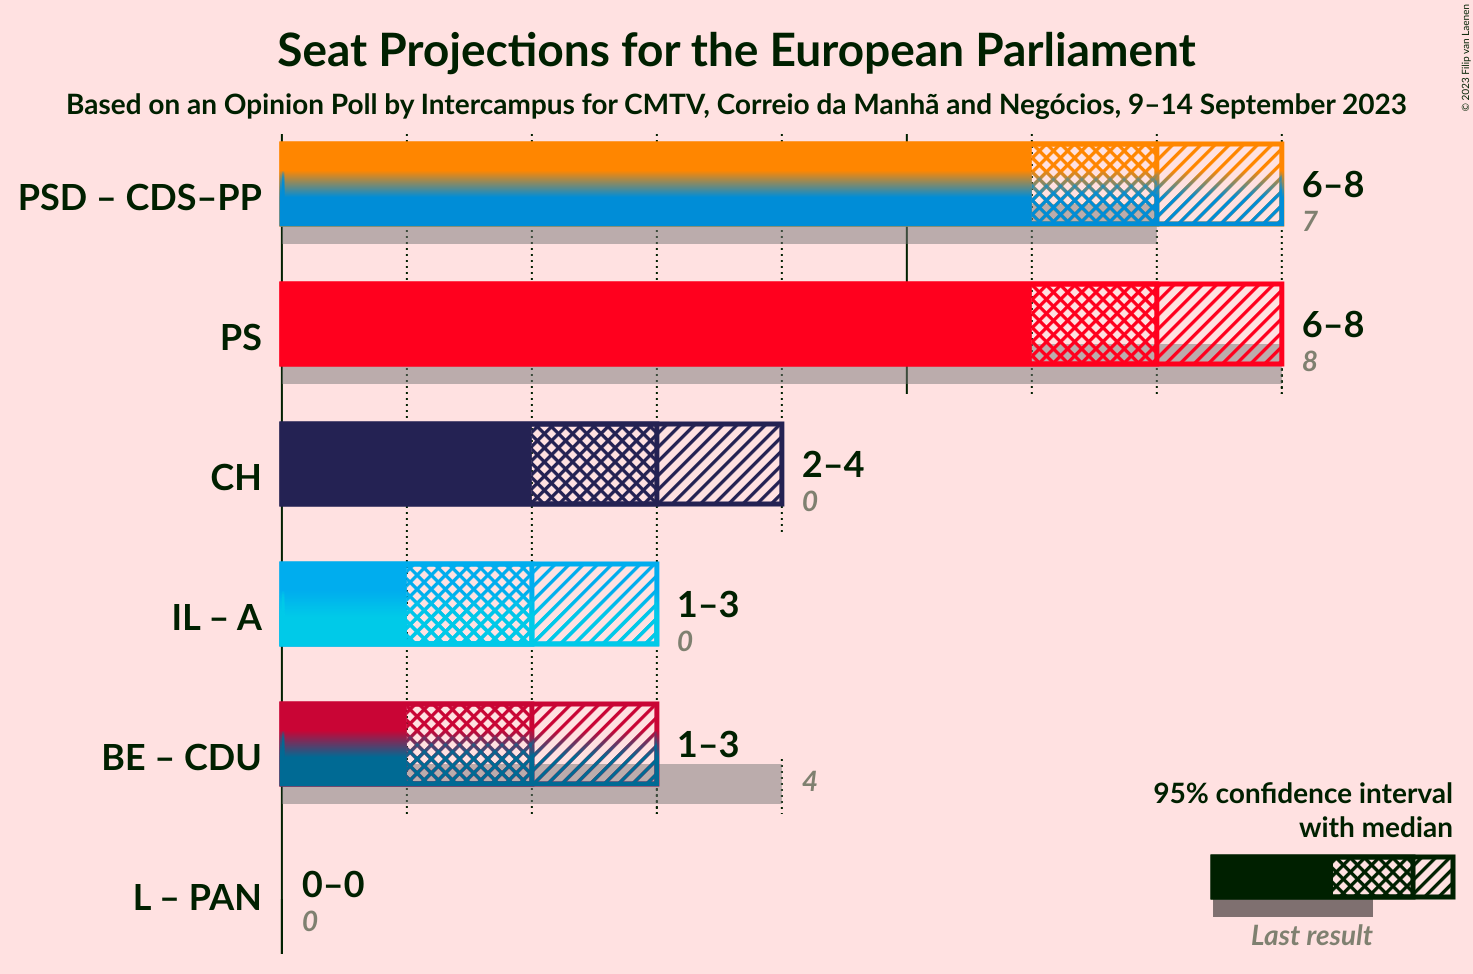 Seat Projections for the European Parliament
Based on an Opinion Poll by Intercampus for CMTV, Correio da Manhã and Negócios, 9–14 September 2023
© 2023 Filip van Laenen
PSD – CDS–PP
6–8
7
PS
6–8
8
CH
2–4
0
IL – A
1–3
0
BE – CDU
1–3
4
L – PAN
0–0
0
95% confidence interval
with median
Last result